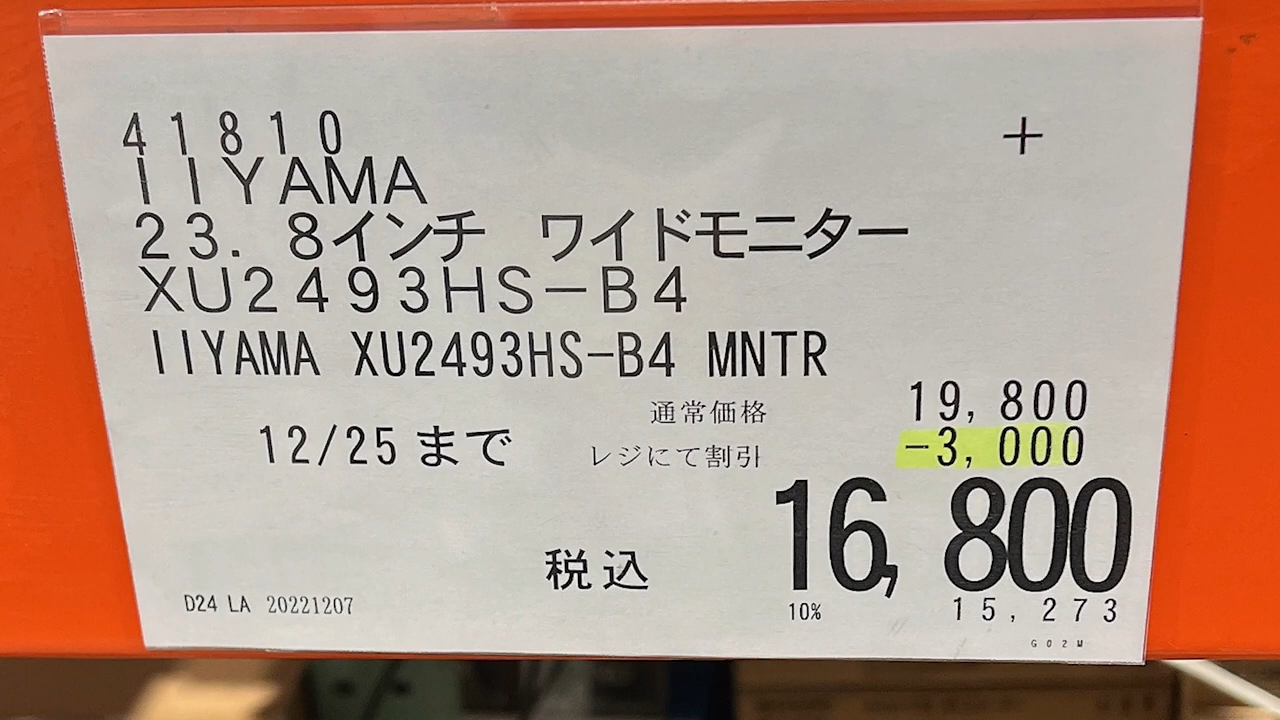 41810
+
IIYAMA
23.8インチ ワイドモニター
XU2493HS-B4
IIYAMA XU2493HS-B4 MNTR
通常価格 19,800
12/25まで レジにて割引 -3,000
税込 16,800
10% 15,273
D24 LA 20221207
G02M